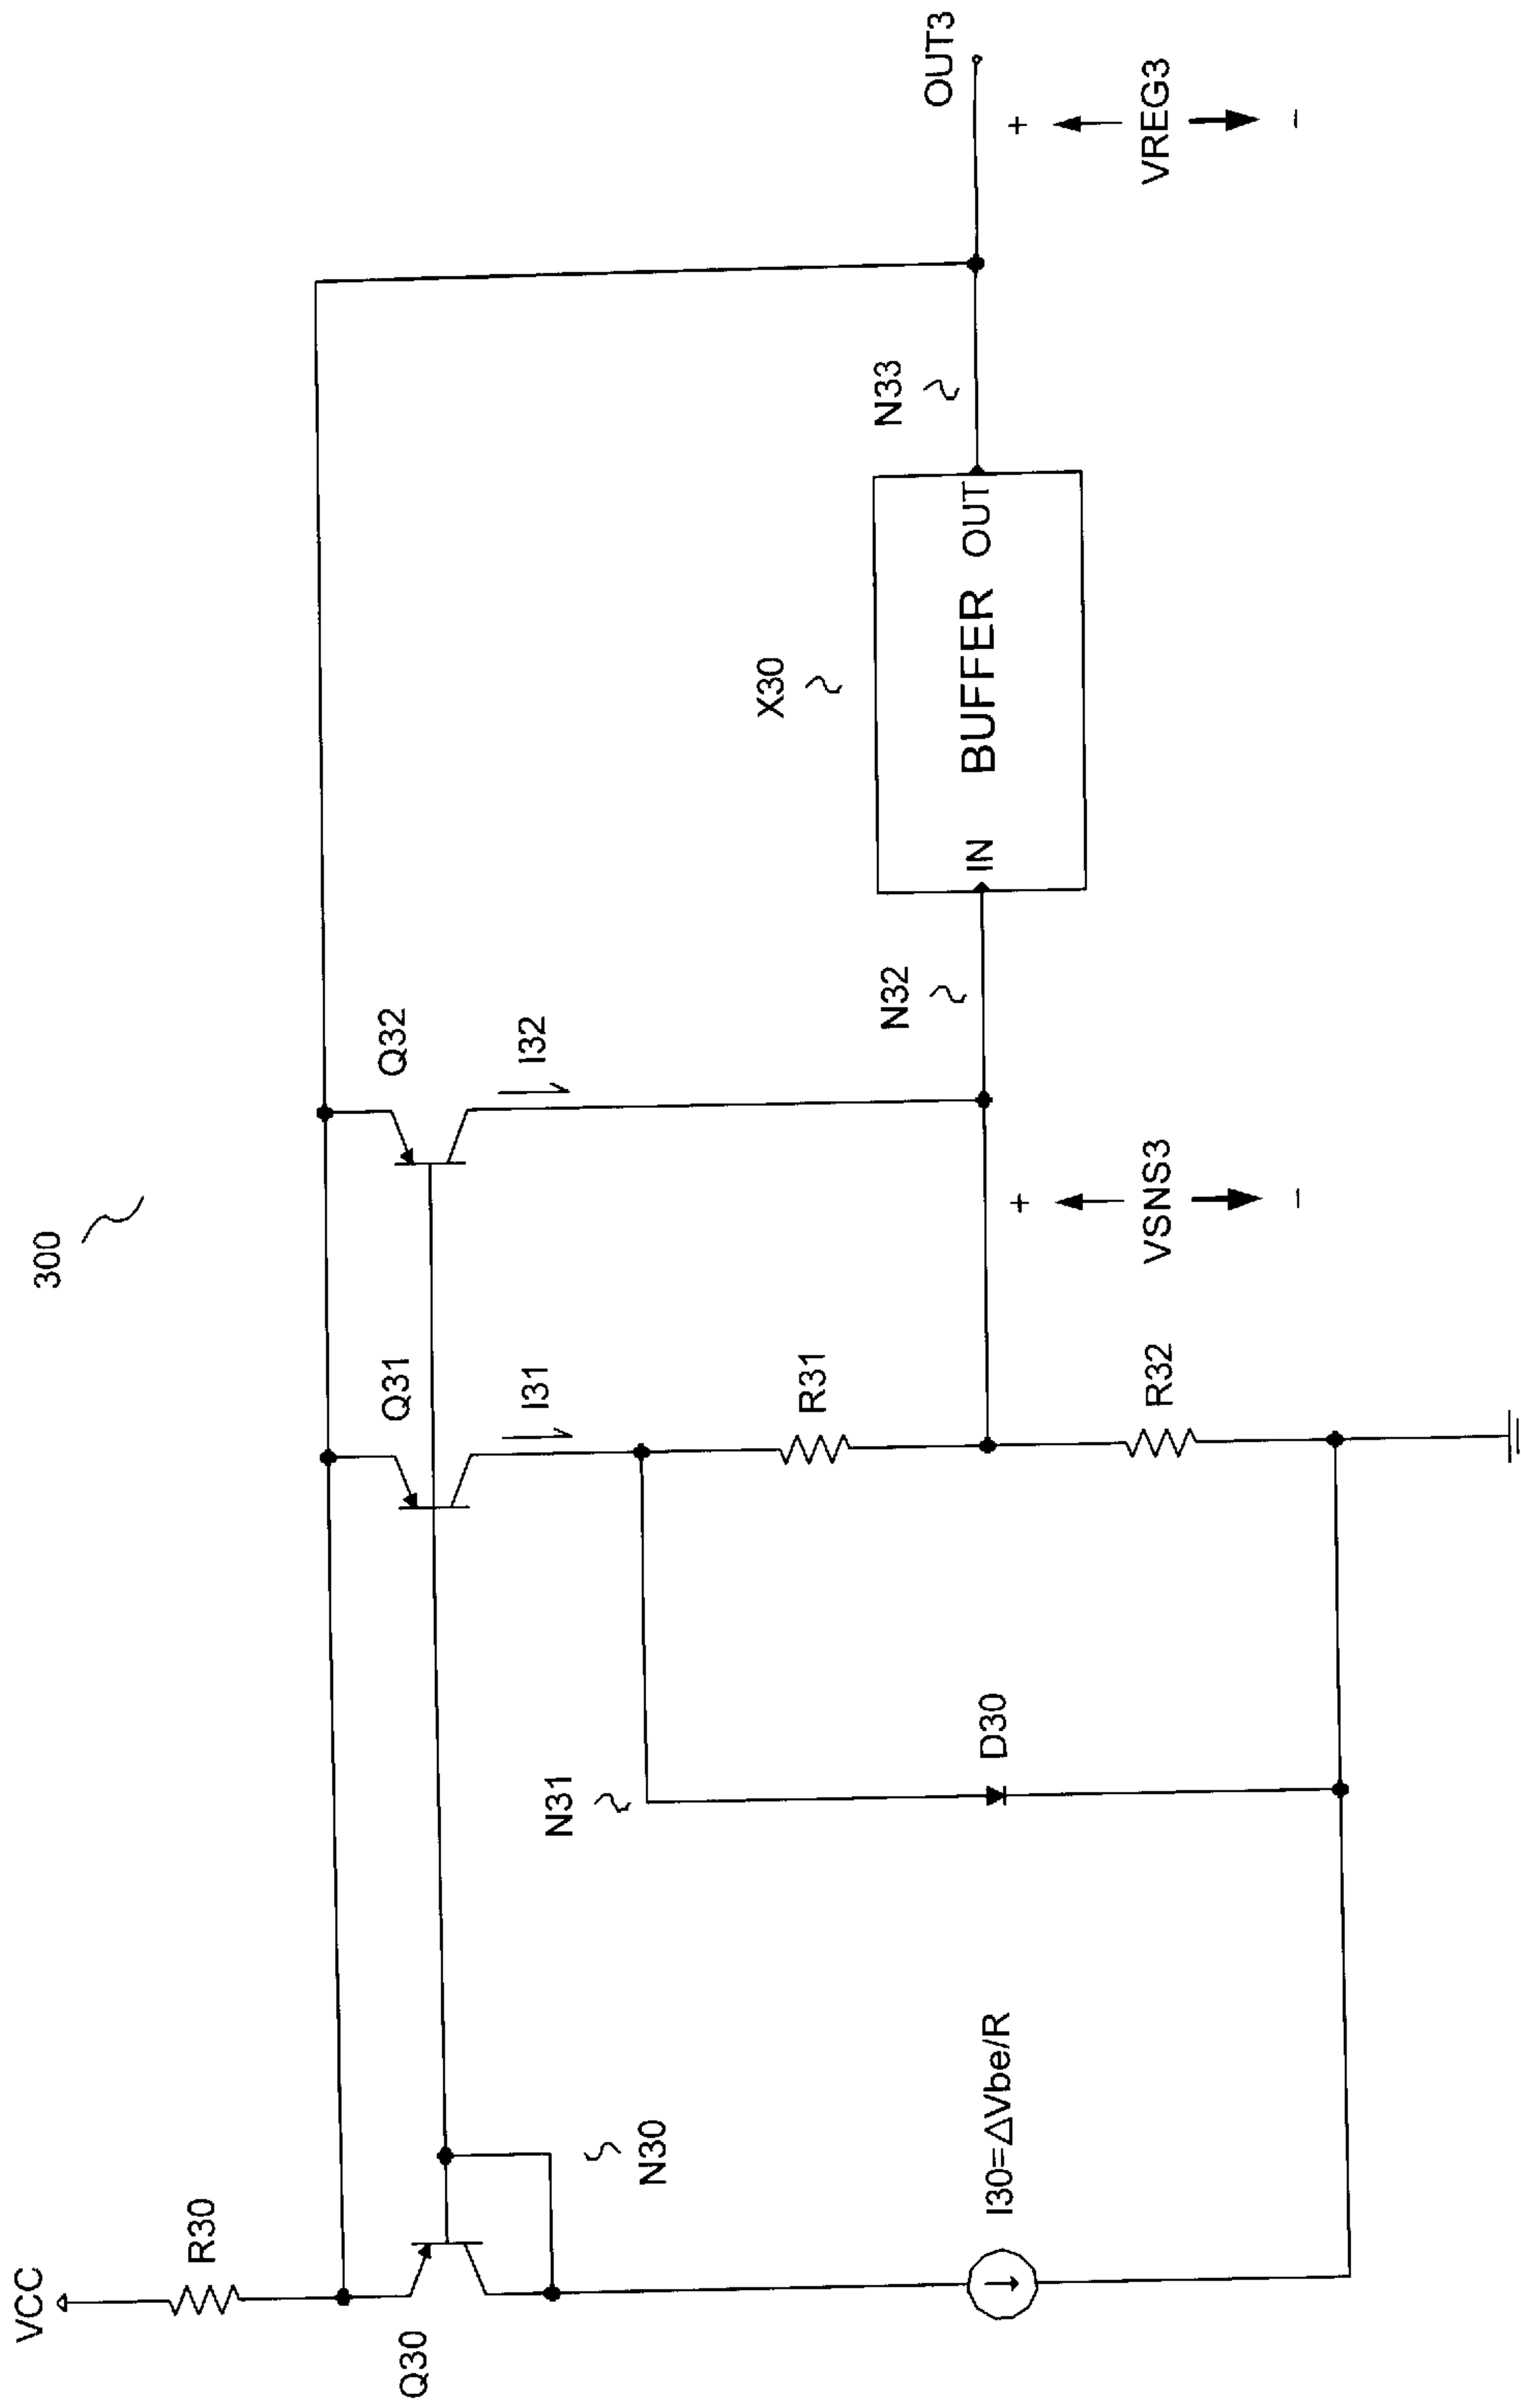 300
VCC
R30
Q30
N30
I30=ΔVbe/R
Q31
I31
N31
D30
R31
R32
Q32
I32
+
VSNS3
−
N32
X30
IN BUFFER OUT
N33
OUT3
+
VREG3
−